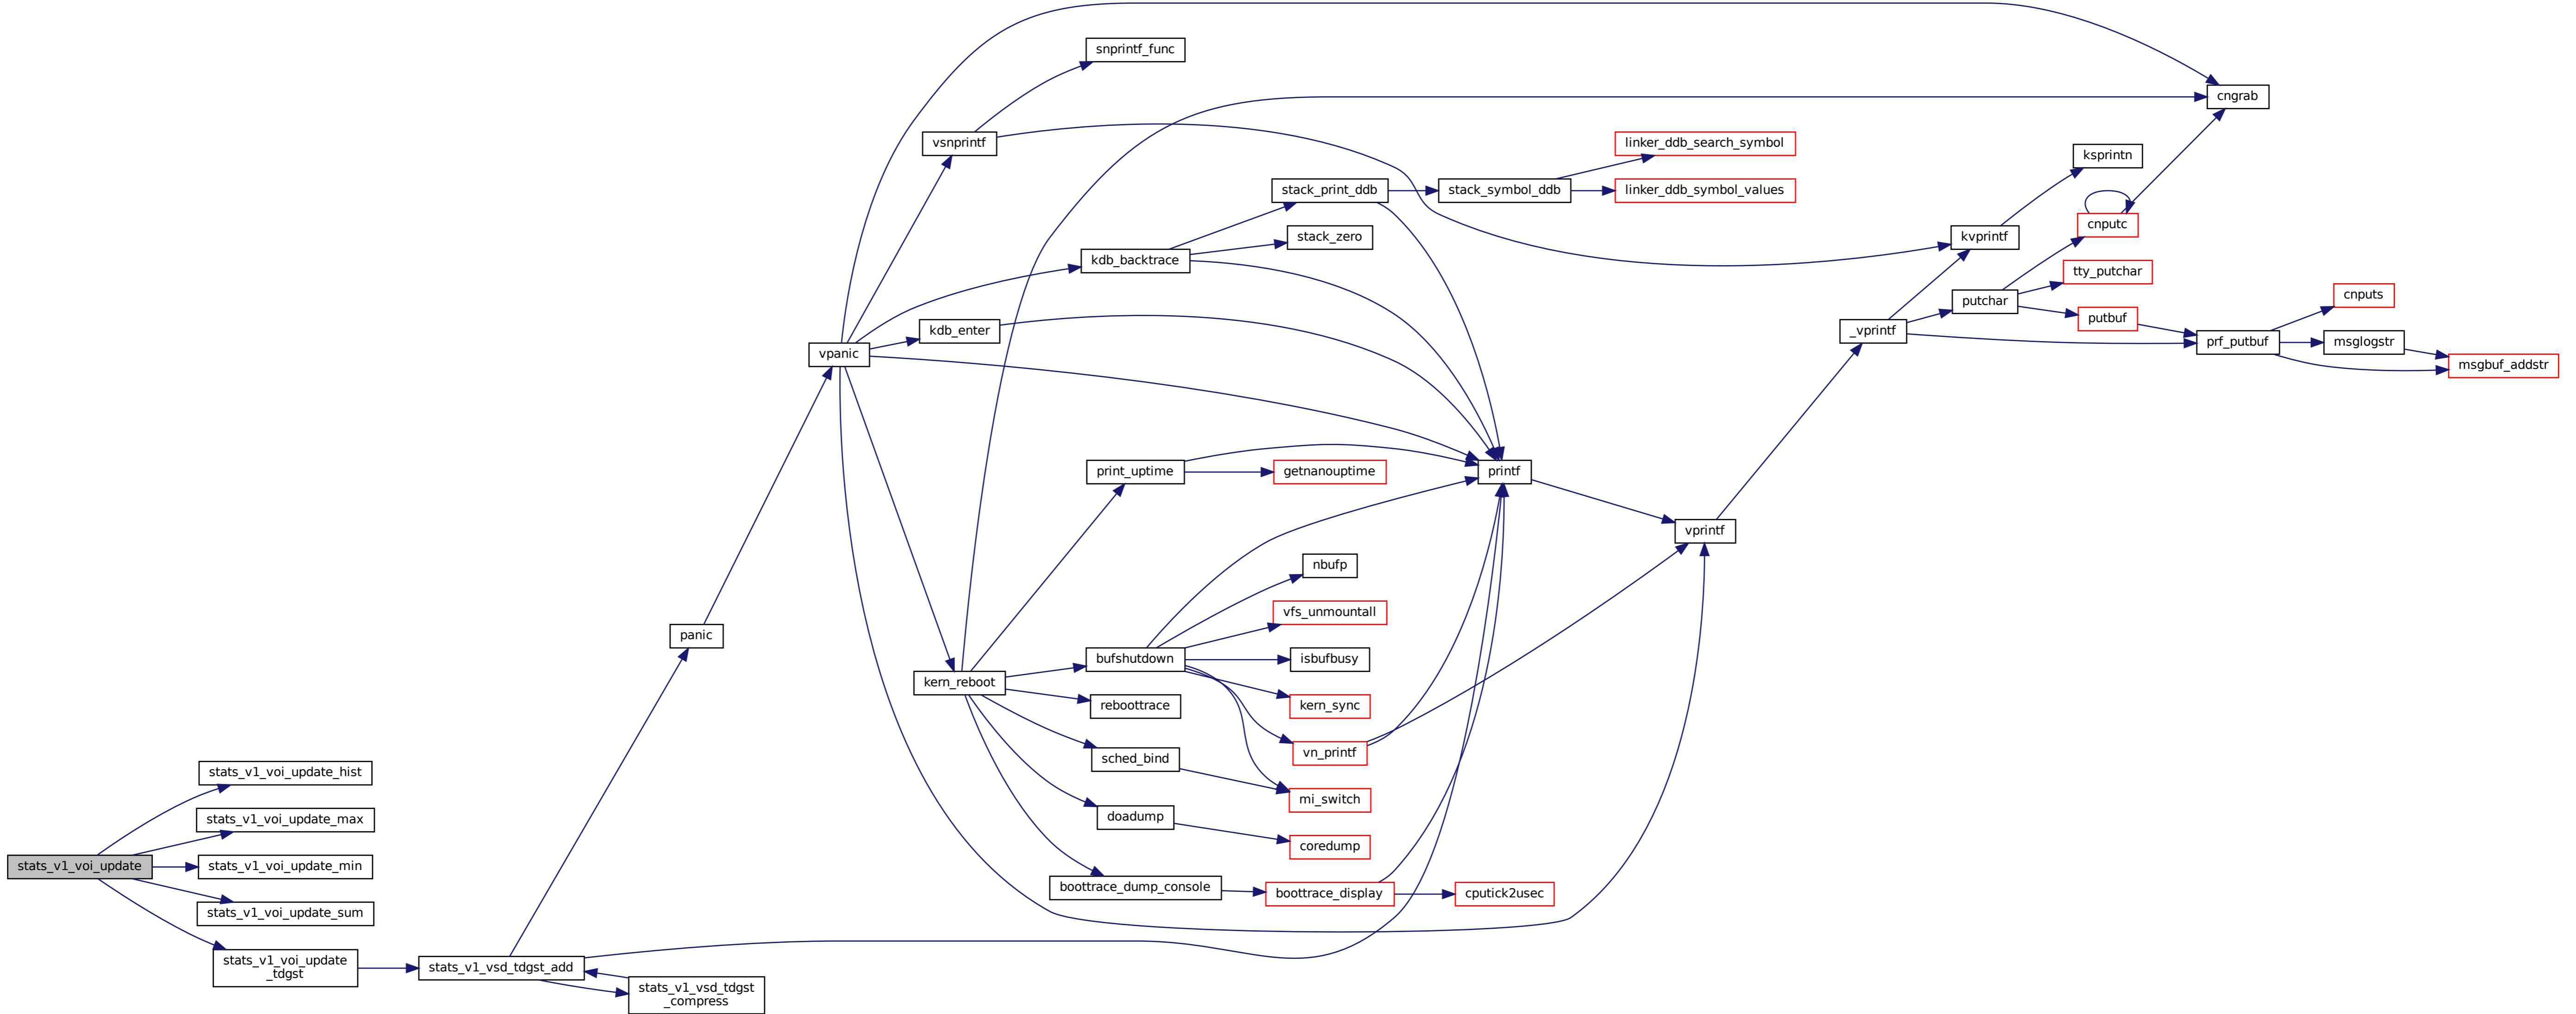 snprintf_func
cngrab
vsnprintf
linker_ddb_search_symbol
ksprintn
stack_print_ddb
stack_symbol_ddb
linker_ddb_symbol_values
cnputc
stack_zero
kvprintf
kdb_backtrace
tty_putchar
cnputs
putchar
putbuf
kdb_enter
_vprintf
prf_putbuf
msglogstr
vpanic
msgbuf_addstr
print_uptime
getnanouptime
printf
vprintf
nbufp
vfs_unmountall
panic
bufshutdown
isbufbusy
kern_reboot
reboottrace
kern_sync
vn_printf
sched_bind
stats_v1_voi_update_hist
mi_switch
stats_v1_voi_update_max
doadump
coredump
stats_v1_voi_update
stats_v1_voi_update_min
boottrace_dump_console
boottrace_display
cputick2usec
stats_v1_voi_update_sum
stats_v1_voi_update
_tdgst
stats_v1_vsd_tdgst_add
stats_v1_vsd_tdgst
_compress